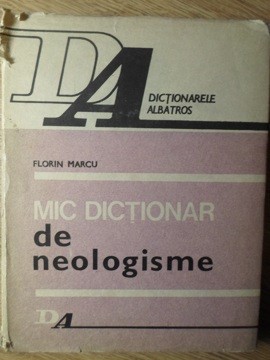 DA
DICȚIONARELE
ALBATROS
FLORIN MARCU
MIC DICȚIONAR
de
neologisme
DA